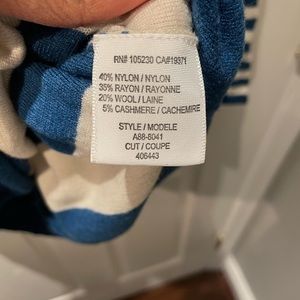 RN# 105230 CA#19971
40% NYLON / NYLON
35% RAYON / RAYONNE
20% WOOL / LAINE
5% CASHMERE / CACHEMIRE
STYLE / MODELE
A88-6041
CUT / COUPE
406443